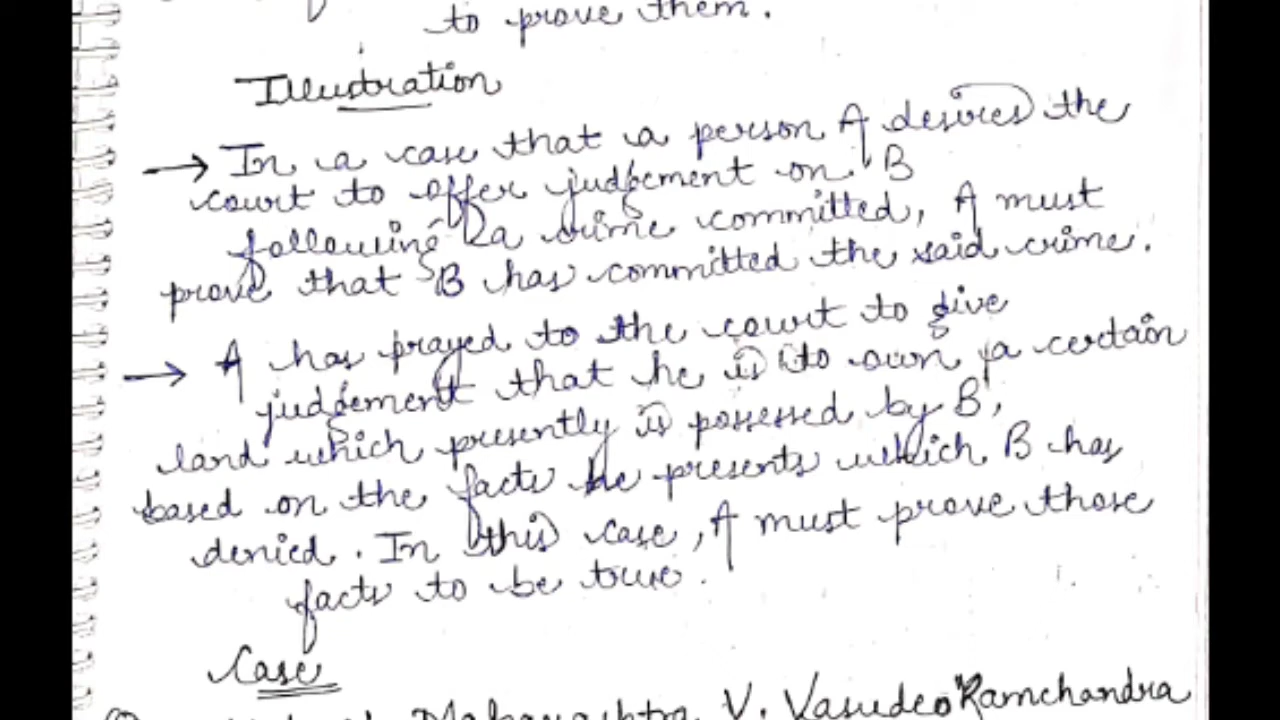 to prove them.
Illustration
→ In a case that a person A desires the
court to offer judgement on B
following a crime committed, A must
prove that B has committed the said crime.
→ A has prayed to the court to give
judgement that he is to own a certain
land which presently is possessed by B,
based on the facts he presents which B has
denied. In this case, A must prove those
facts to be true.
Case
Maharashtra V. Vasudeo Ramchandra